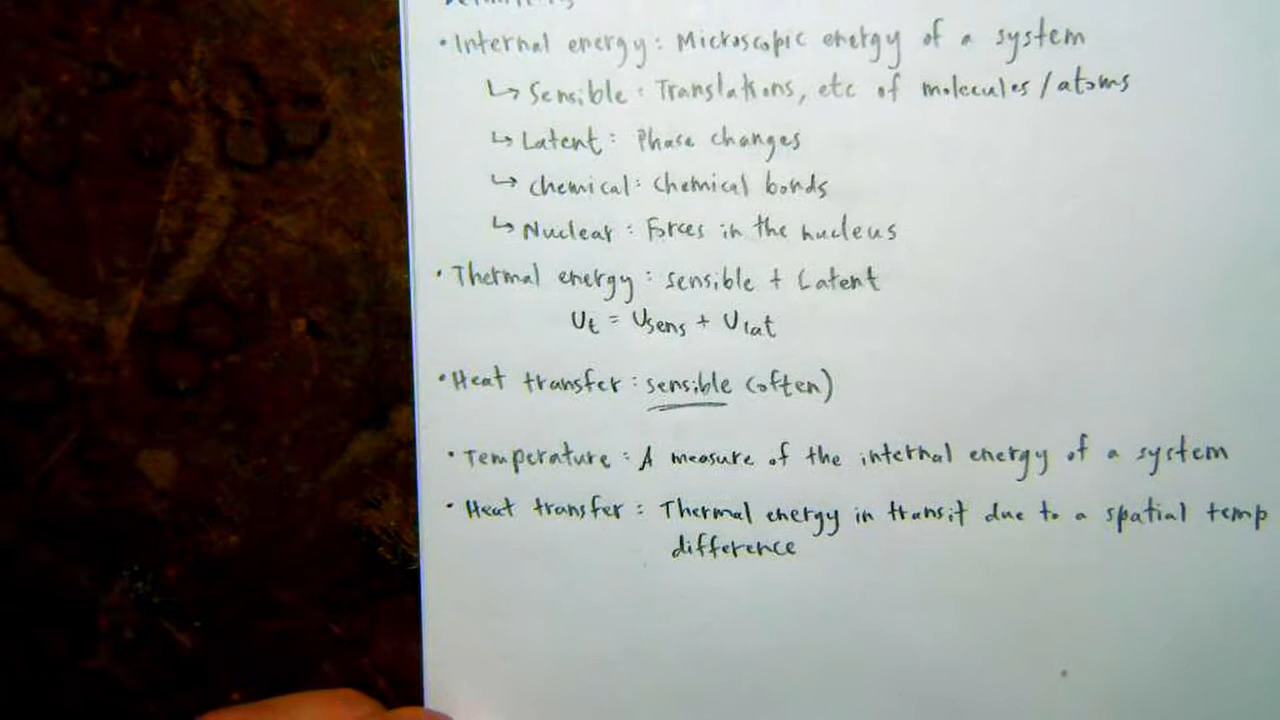 • Internal energy: Microscopic energy of a system
↳ Sensible: Translations, etc of molecules/atoms
↳ Latent: Phase changes
↳ chemical: Chemical bonds
↳ Nuclear: Forces in the nucleus
• Thermal energy: sensible + Latent
Ut = Usens + Ulat
• Heat transfer: sensible (often)
• Temperature: A measure of the internal energy of a system
• Heat transfer: Thermal energy in transit due to a spatial temp
difference